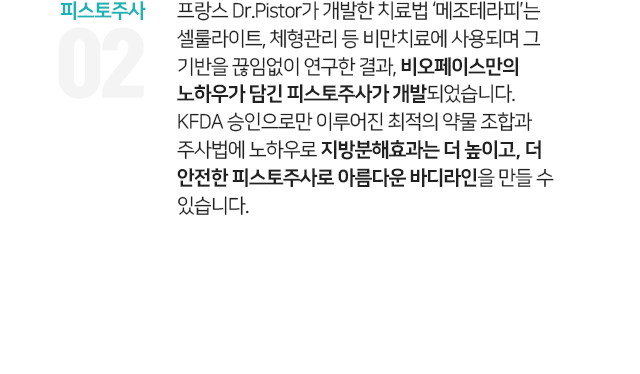 피스토주사
02
프랑스 Dr.Pistor가 개발한 치료법 '메조테라피'는
셀룰라이트, 체형관리 등 비만치료에 사용되며 그
기반을 끊임없이 연구한 결과, 비오페이스만의
노하우가 담긴 피스토주사가 개발되었습니다.
KFDA 승인으로만 이루어진 최적의 약물 조합과
주사법에 노하우로 지방분해효과는 더 높이고, 더
안전한 피스토주사로 아름다운 바디라인을 만들 수
있습니다.